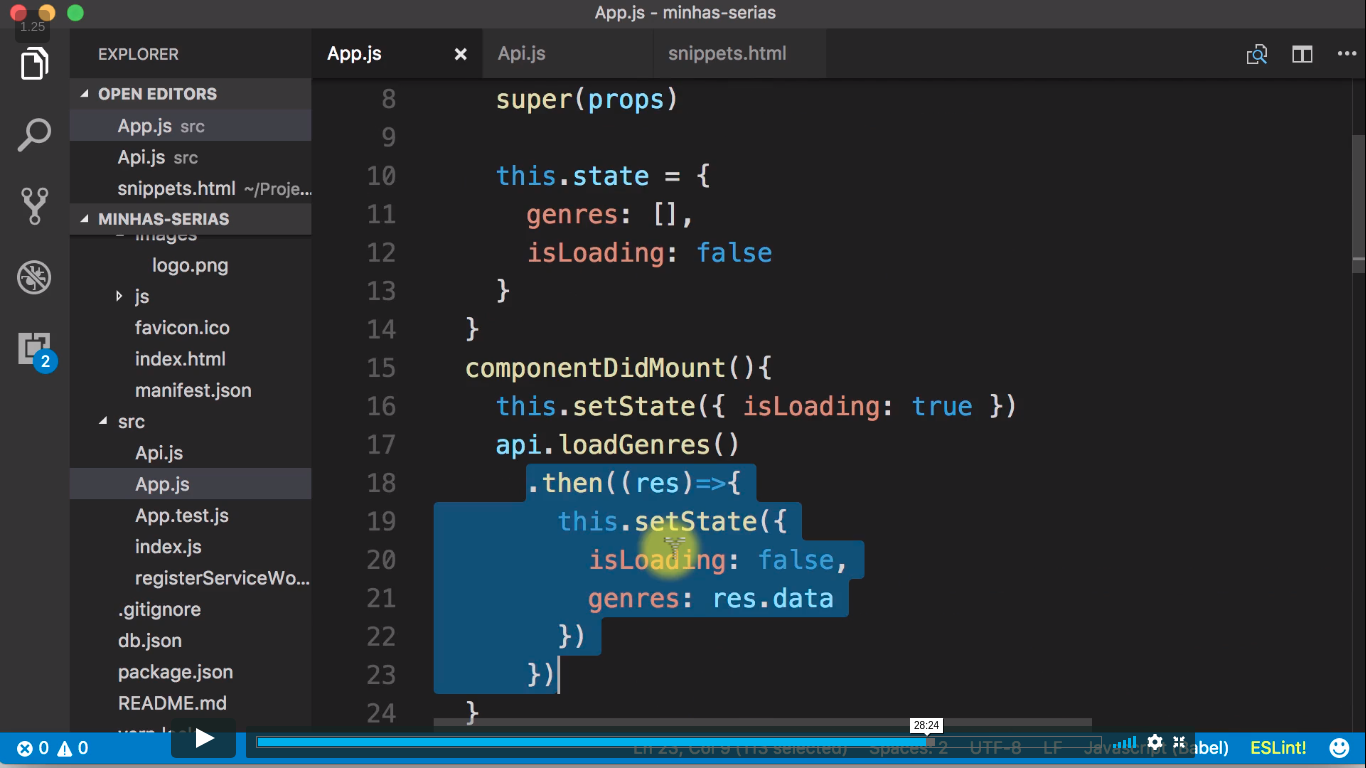 App.js - minhas-serias
1.25
EXPLORER
App.js
Api.js
snippets.html
OPEN EDITORS
App.js src
Api.js src
snippets.html ~/Proje...
MINHAS-SERIAS
images
logo.png
js
favicon.ico
index.html
manifest.json
src
Api.js
App.js
App.test.js
index.js
registerServiceWo...
.gitignore
db.json
package.json
README.md
2
8 super(props)
9
10 this.state = {
11 genres: [],
12 isLoading: false
13 }
14 }
15 componentDidMount(){
16 this.setState({ isLoading: true })
17 api.loadGenres()
18 .then((res)=>{
19 this.setState({
20 isLoading: false,
21 genres: res.data
22 })
23 })
24 }
28:24
0 0 Ln 23, Col 9 (113 selected) Spaces: 2 UTF-8 LF Javascript (Babel) ESLint!